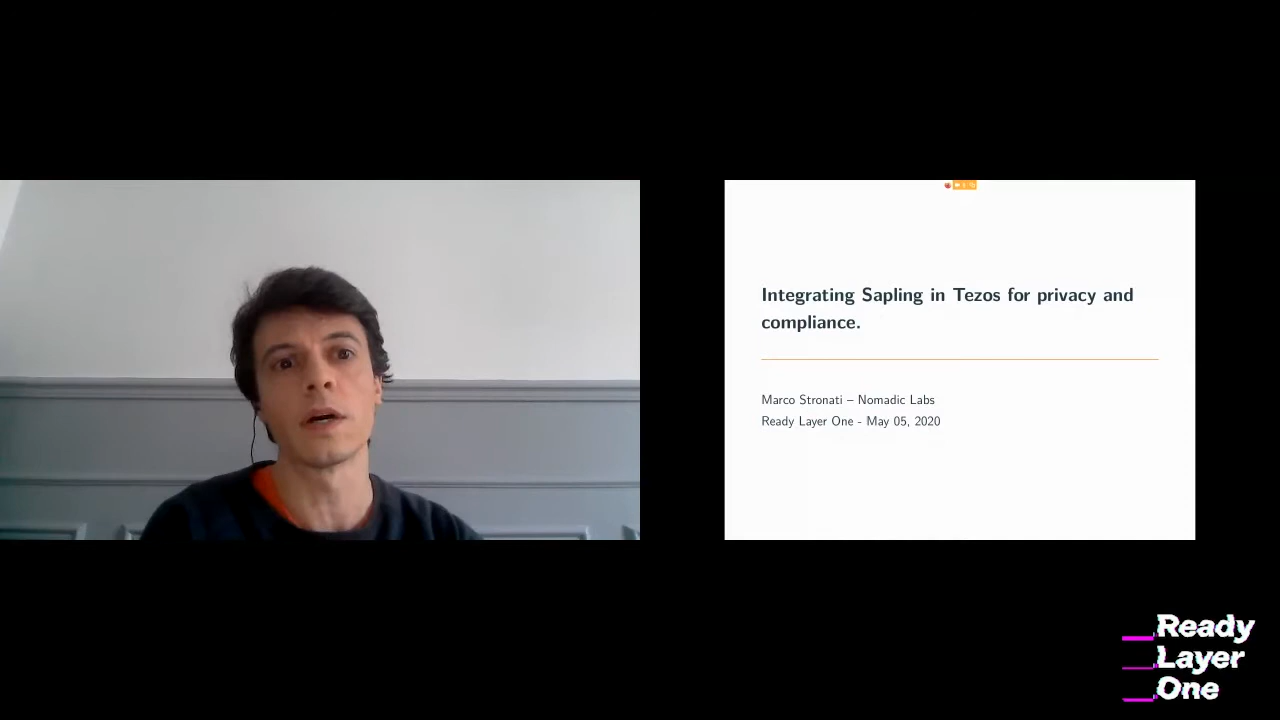 Integrating Sapling in Tezos for privacy and
compliance.
Marco Stronati – Nomadic Labs
Ready Layer One - May 05, 2020
Ready
Layer
One